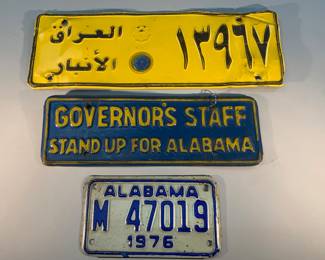 العراق ١٣٩٦٧
الأنبار
GOVERNOR'S STAFF
STAND UP FOR ALABAMA
ALABAMA
M 47019
1976